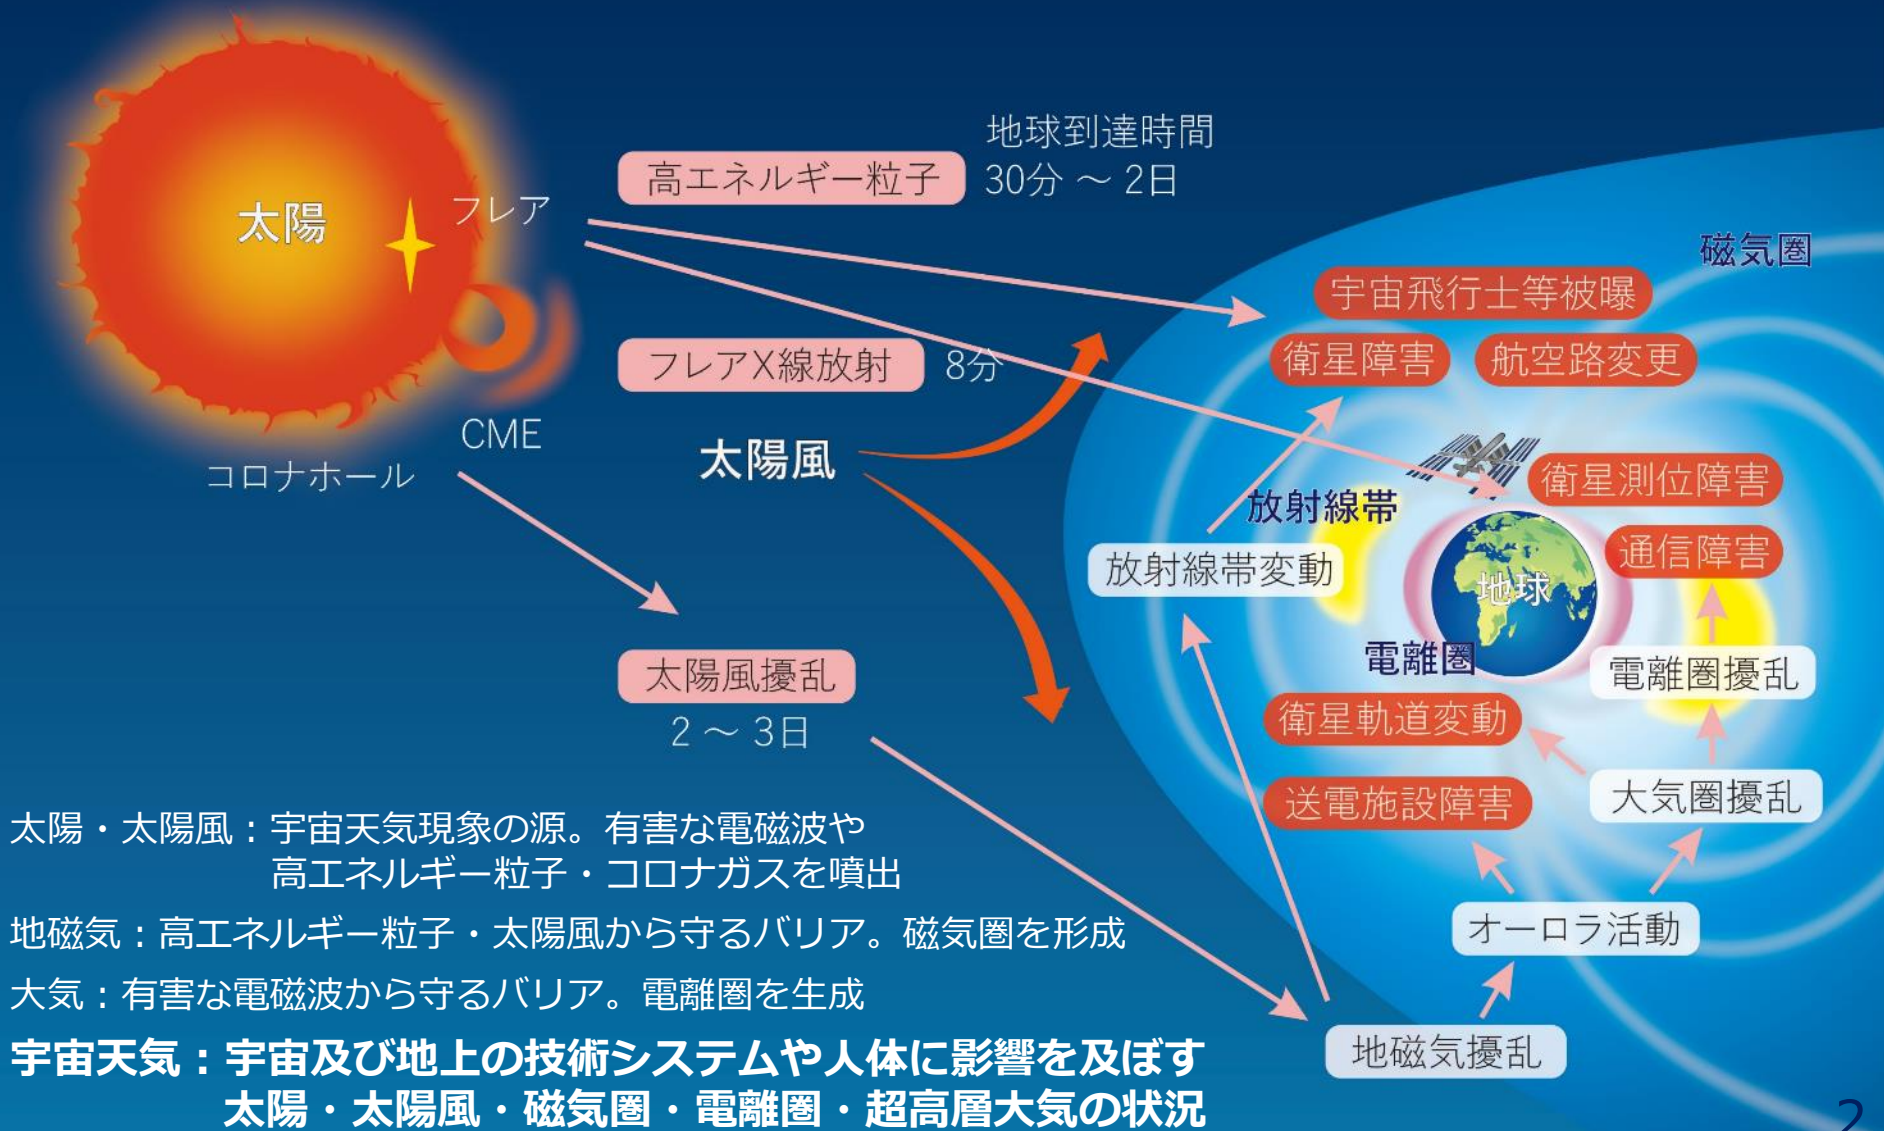 地球到達時間
高エネルギー粒子
30分 ～ 2日
太陽
フレア
磁気圏
宇宙飛行士等被曝
フレアX線放射
8分
衛星障害
航空路変更
CME
コロナホール
太陽風
衛星測位障害
放射線帯
通信障害
放射線帯変動
地球
電離圏
太陽風擾乱
2 ～ 3日
電離圏擾乱
衛星軌道変動
大気圏擾乱
送電施設障害
オーロラ活動
地磁気擾乱
太陽・太陽風：宇宙天気現象の源。有害な電磁波や
高エネルギー粒子・コロナガスを噴出
地磁気：高エネルギー粒子・太陽風から守るバリア。磁気圏を形成
大気：有害な電磁波から守るバリア。電離圏を生成
宇宙天気：宇宙及び地上の技術システムや人体に影響を及ぼす
太陽・太陽風・磁気圏・電離圏・超高層大気の状況
2